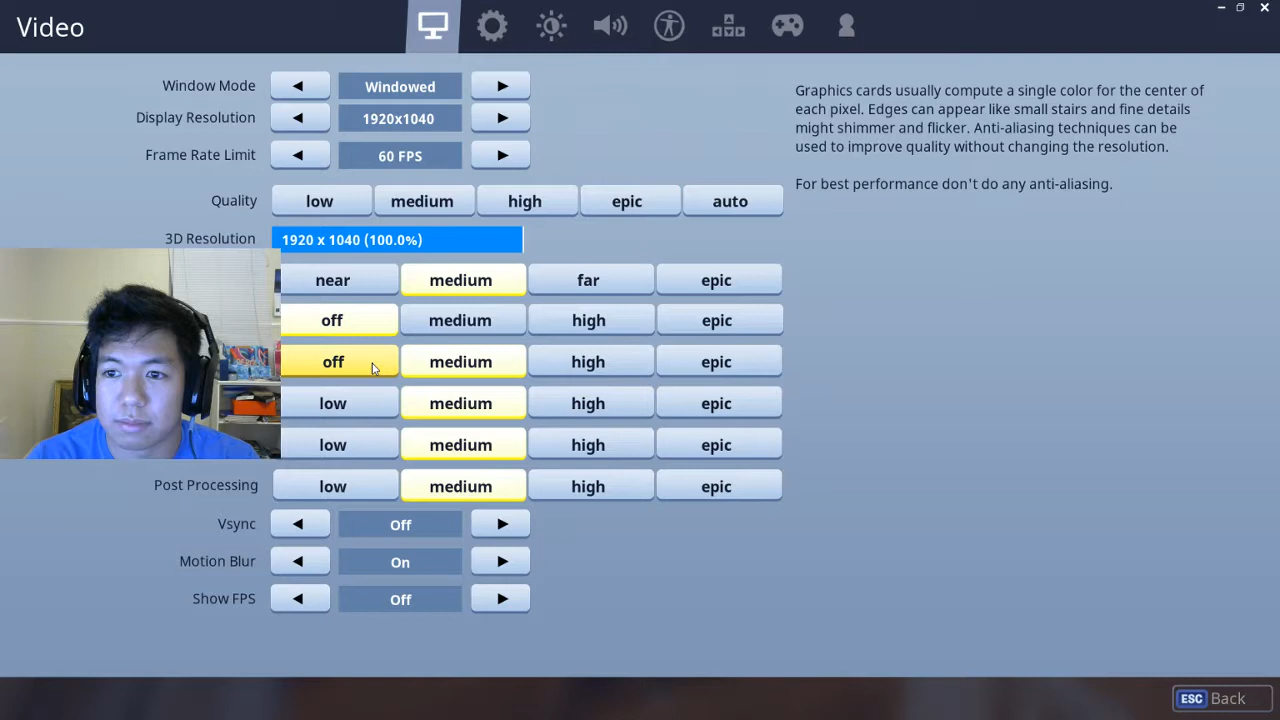 Video
Window Mode ◄ Windowed ►
Display Resolution ◄ 1920x1040 ►
Frame Rate Limit ◄ 60 FPS ►
Quality low medium high epic auto
3D Resolution 1920 x 1040 (100.0%)
near medium far epic
off medium high epic
off medium high epic
low medium high epic
low medium high epic
Post Processing low medium high epic
Vsync ◄ Off ►
Motion Blur ◄ On ►
Show FPS ◄ Off ►
Graphics cards usually compute a single color for the center of
each pixel. Edges can appear like small stairs and fine details
might shimmer and flicker. Anti-aliasing techniques can be
used to improve quality without changing the resolution.
For best performance don't do any anti-aliasing.
ESC Back